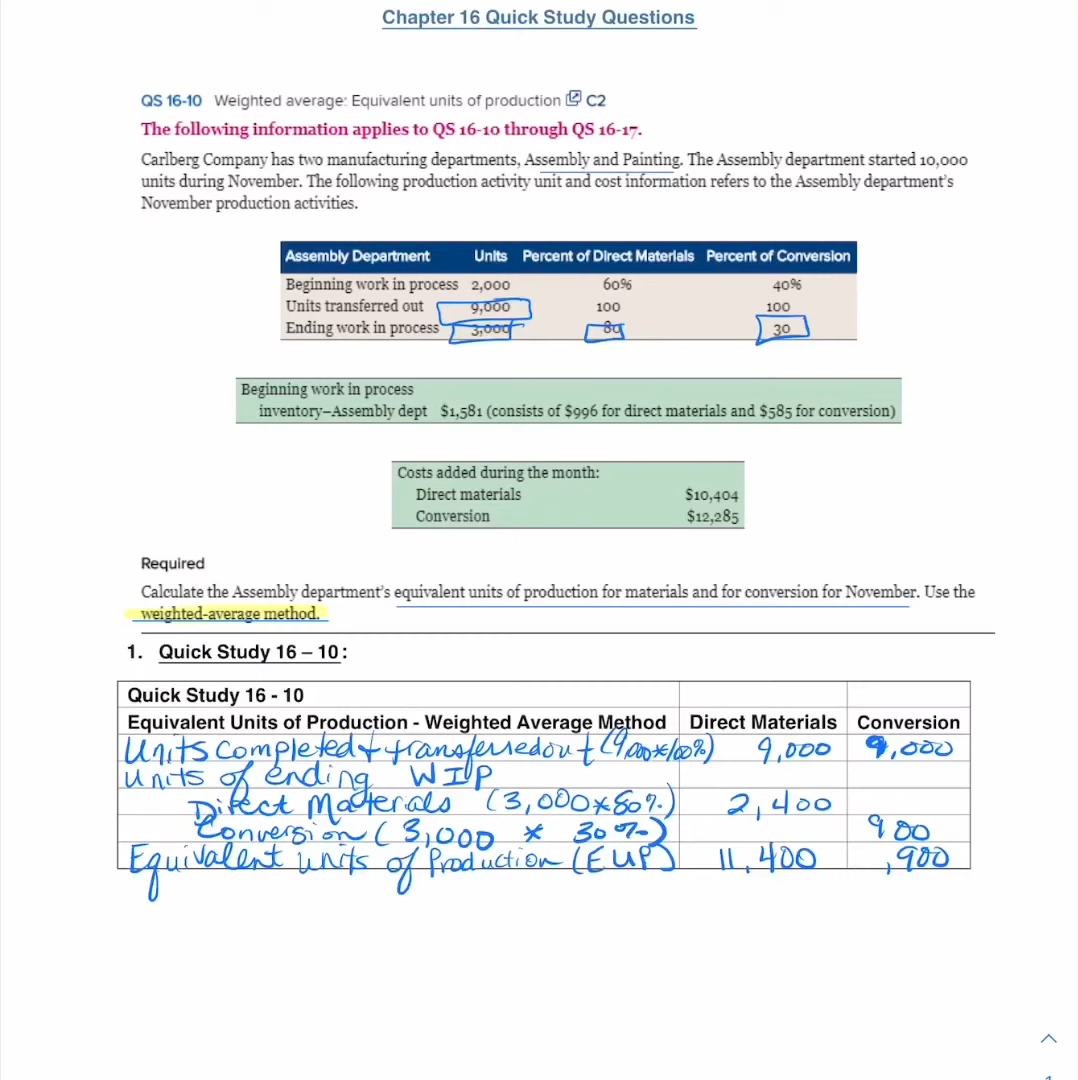 Chapter 16 Quick Study Questions
QS 16-10 Weighted average: Equivalent units of production C2
The following information applies to QS 16-10 through QS 16-17.
Carlberg Company has two manufacturing departments, Assembly and Painting. The Assembly department started 10,000
units during November. The following production activity unit and cost information refers to the Assembly department's
November production activities.
Assembly Department Units Percent of Direct Materials Percent of Conversion
Beginning work in process 2,000 60% 40%
Units transferred out 9,000 100 100
Ending work in process 3,000 80 30
Beginning work in process
inventory–Assembly dept $1,581 (consists of $996 for direct materials and $585 for conversion)
Costs added during the month:
Direct materials $10,404
Conversion $12,285
Required
Calculate the Assembly department's equivalent units of production for materials and for conversion for November. Use the
weighted-average method.
1. Quick Study 16 – 10:
Quick Study 16 - 10
Equivalent Units of Production - Weighted Average Method Direct Materials Conversion
Units completed + transferred out (9,000*100%) 9,000 9,000
Units of ending WIP
Direct Materials (3,000*80%) 2,400
Conversion (3,000 * 30%) 900
Equivalent Units of Production (EUP) 11,400 ,900